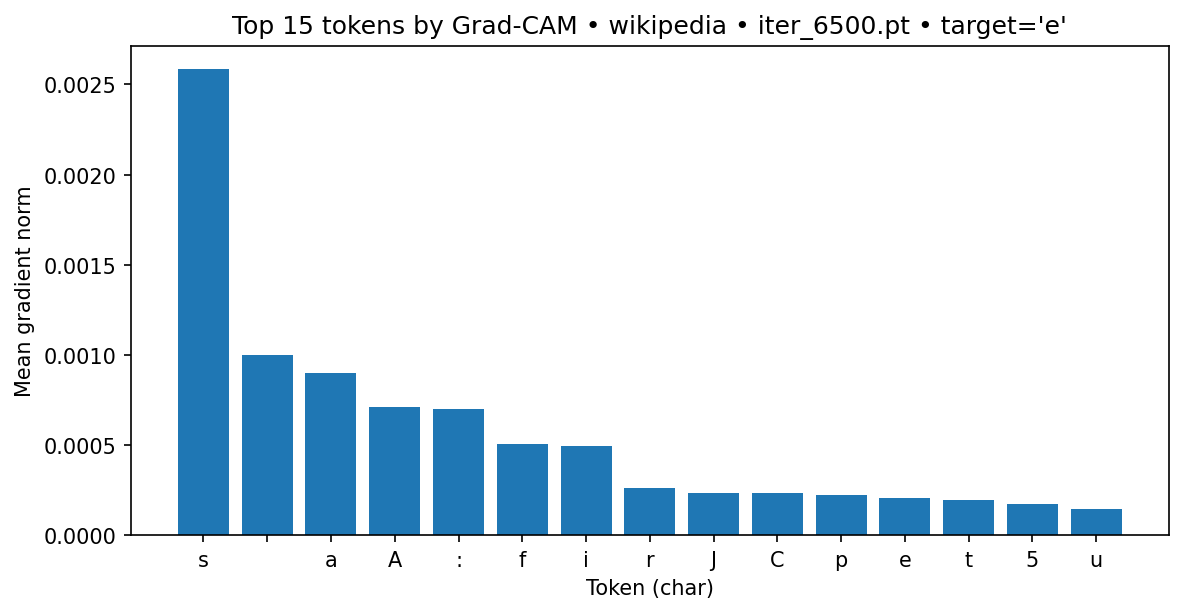 Top 15 tokens by Grad-CAM • wikipedia • iter_6500.pt • target='e'
Mean gradient norm
0.0025
0.0020
0.0015
0.0010
0.0005
0.0000
s a A : f i r J C p e t 5 u
Token (char)